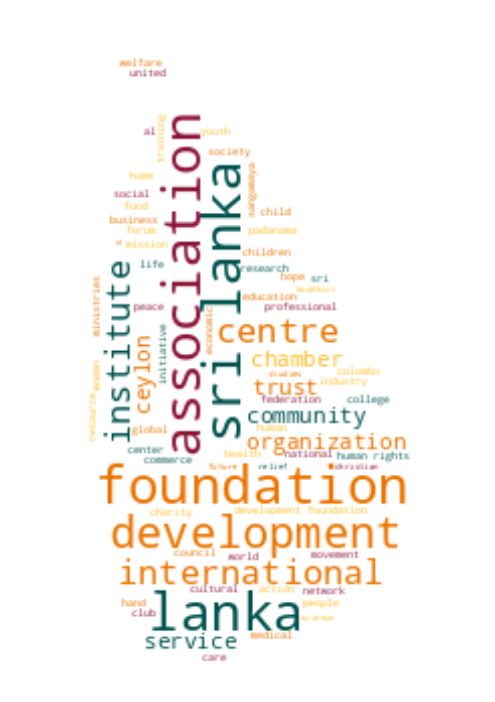 welfare
united
al
training
youth
association
society
sri lanka
sangamaya
home
social
child
fund
business
forum
padanama
mission
children
life
institute
research
hope
sri
buddhist
ministries
peace
education
professional
economic
initiative
centre
ceylon
chamber
women
studies
colombo
trust
industry
resource
federation
college
community
global
human
organization
center
health
national
human rights
commerce
future
relief
christian
foundation
charity
development foundation
development
council
world
movement
international
cultural
action
network
hand
lanka
people
club
science
service
medical
care